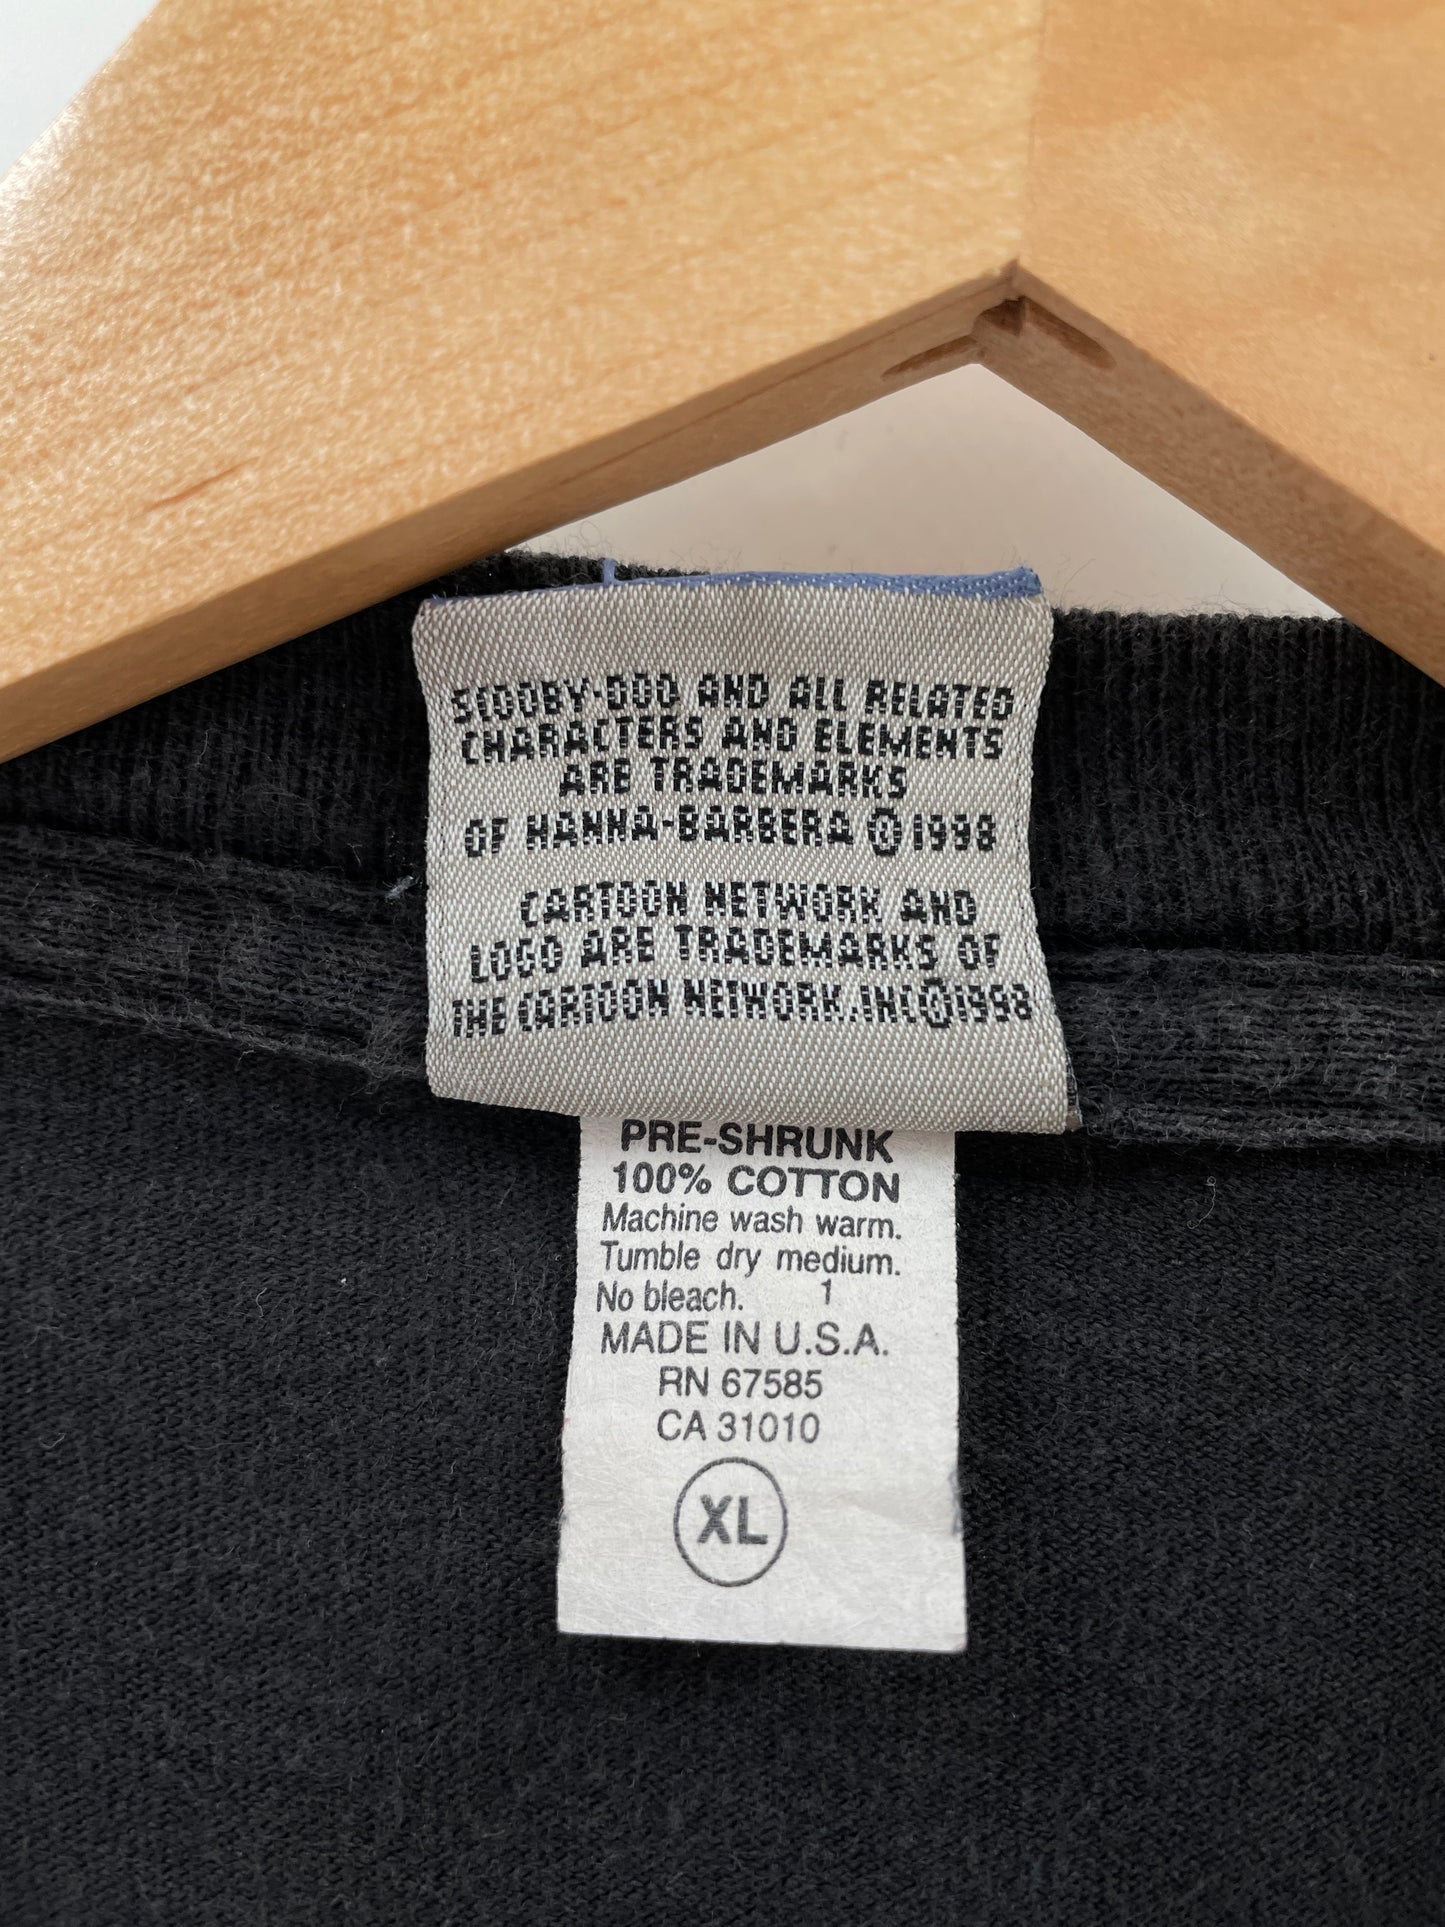 SCOOBY-DOO AND ALL RELATED
CHARACTERS AND ELEMENTS
ARE TRADEMARKS
OF HANNA-BARBERA ©1998
CARTOON NETWORK AND
LOGO ARE TRADEMARKS OF
THE CARTOON NETWORK.INC©1998
PRE-SHRUNK
100% COTTON
Machine wash warm.
Tumble dry medium.
No bleach. 1
MADE IN U.S.A.
RN 67585
CA 31010
XL